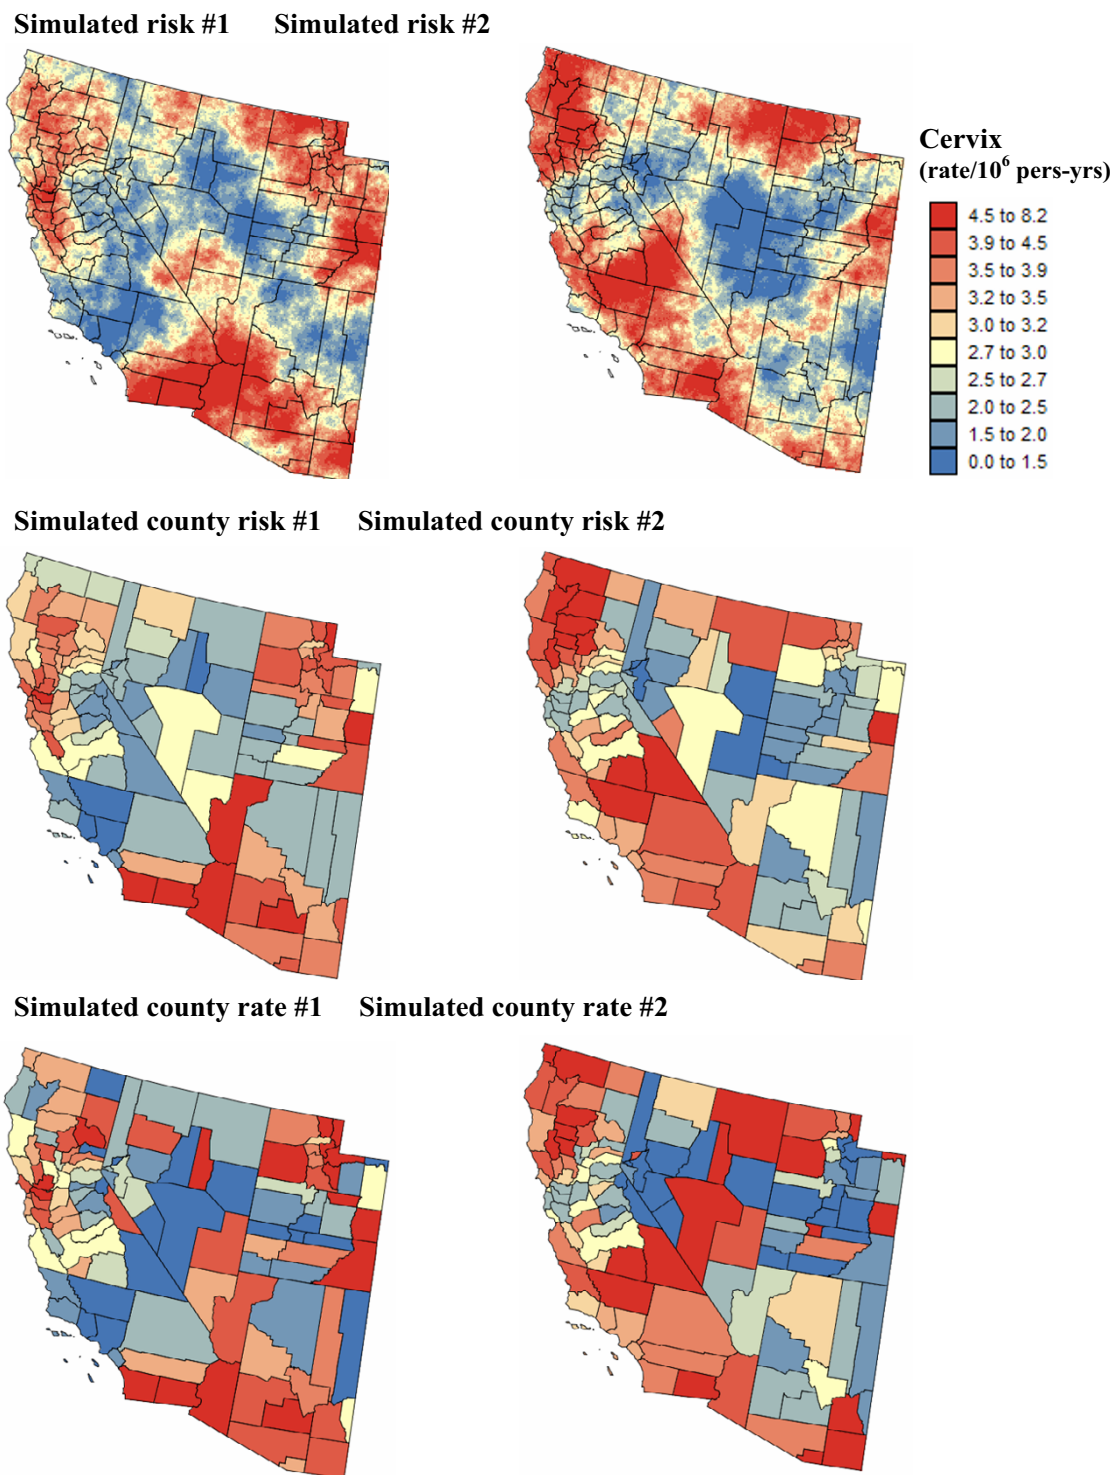 Simulated risk #1 Simulated risk #2
Cervix
(rate/10⁶ pers-yrs)
4.5 to 8.2
3.9 to 4.5
3.5 to 3.9
3.2 to 3.5
3.0 to 3.2
2.7 to 3.0
2.5 to 2.7
2.0 to 2.5
1.5 to 2.0
0.0 to 1.5
Simulated county risk #1 Simulated county risk #2
Simulated county rate #1 Simulated county rate #2